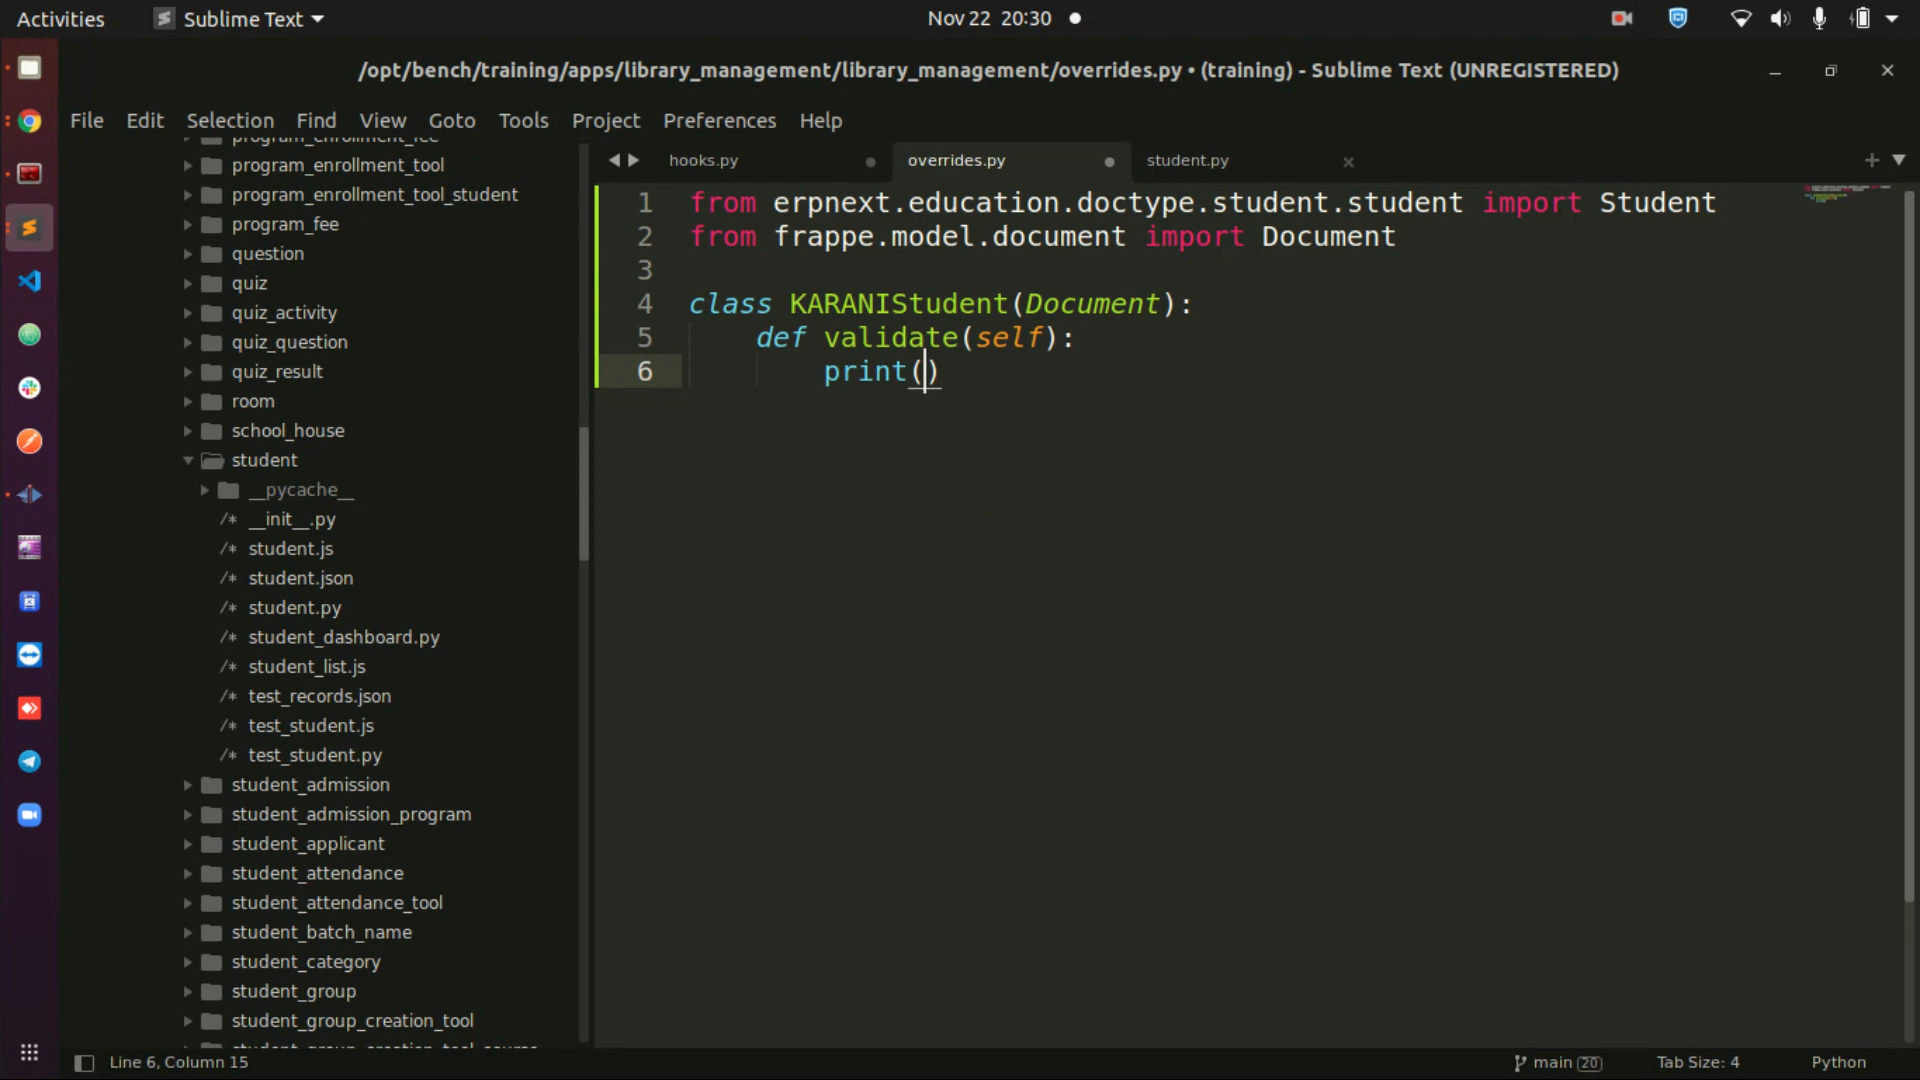 Activities Sublime Text Nov 22 20:30
/opt/bench/training/apps/library_management/library_management/overrides.py • (training) - Sublime Text (UNREGISTERED)
File Edit Selection Find View Goto Tools Project Preferences Help
program_enrollment_fee
program_enrollment_tool
program_enrollment_tool_student
program_fee
question
quiz
quiz_activity
quiz_question
quiz_result
room
school_house
student
__pycache__
/* __init__.py
/* student.js
/* student.json
/* student.py
/* student_dashboard.py
/* student_list.js
/* test_records.json
/* test_student.js
/* test_student.py
student_admission
student_admission_program
student_applicant
student_attendance
student_attendance_tool
student_batch_name
student_category
student_group
student_group_creation_tool
hooks.py overrides.py student.py
1 from erpnext.education.doctype.student.student import Student
2 from frappe.model.document import Document
3
4 class KARANIStudent(Document):
5 def validate(self):
6 print()
Line 6, Column 15 main 20 Tab Size: 4 Python